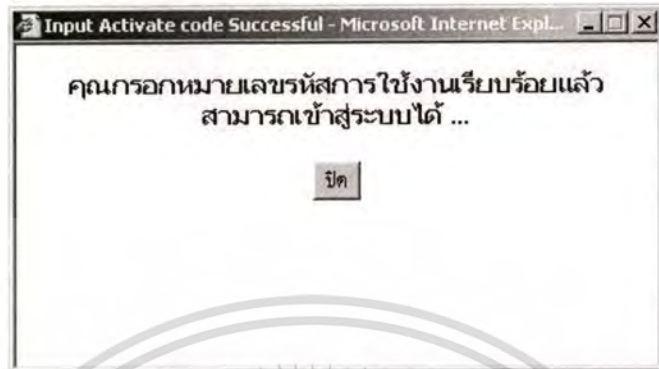 Input Activate code Successful - Microsoft Internet Expl...
คุณกรอกหมายเลขรหัสการใช้งานเรียบร้อยแล้ว
สามารถเข้าสู่ระบบได้ ...
ปิด